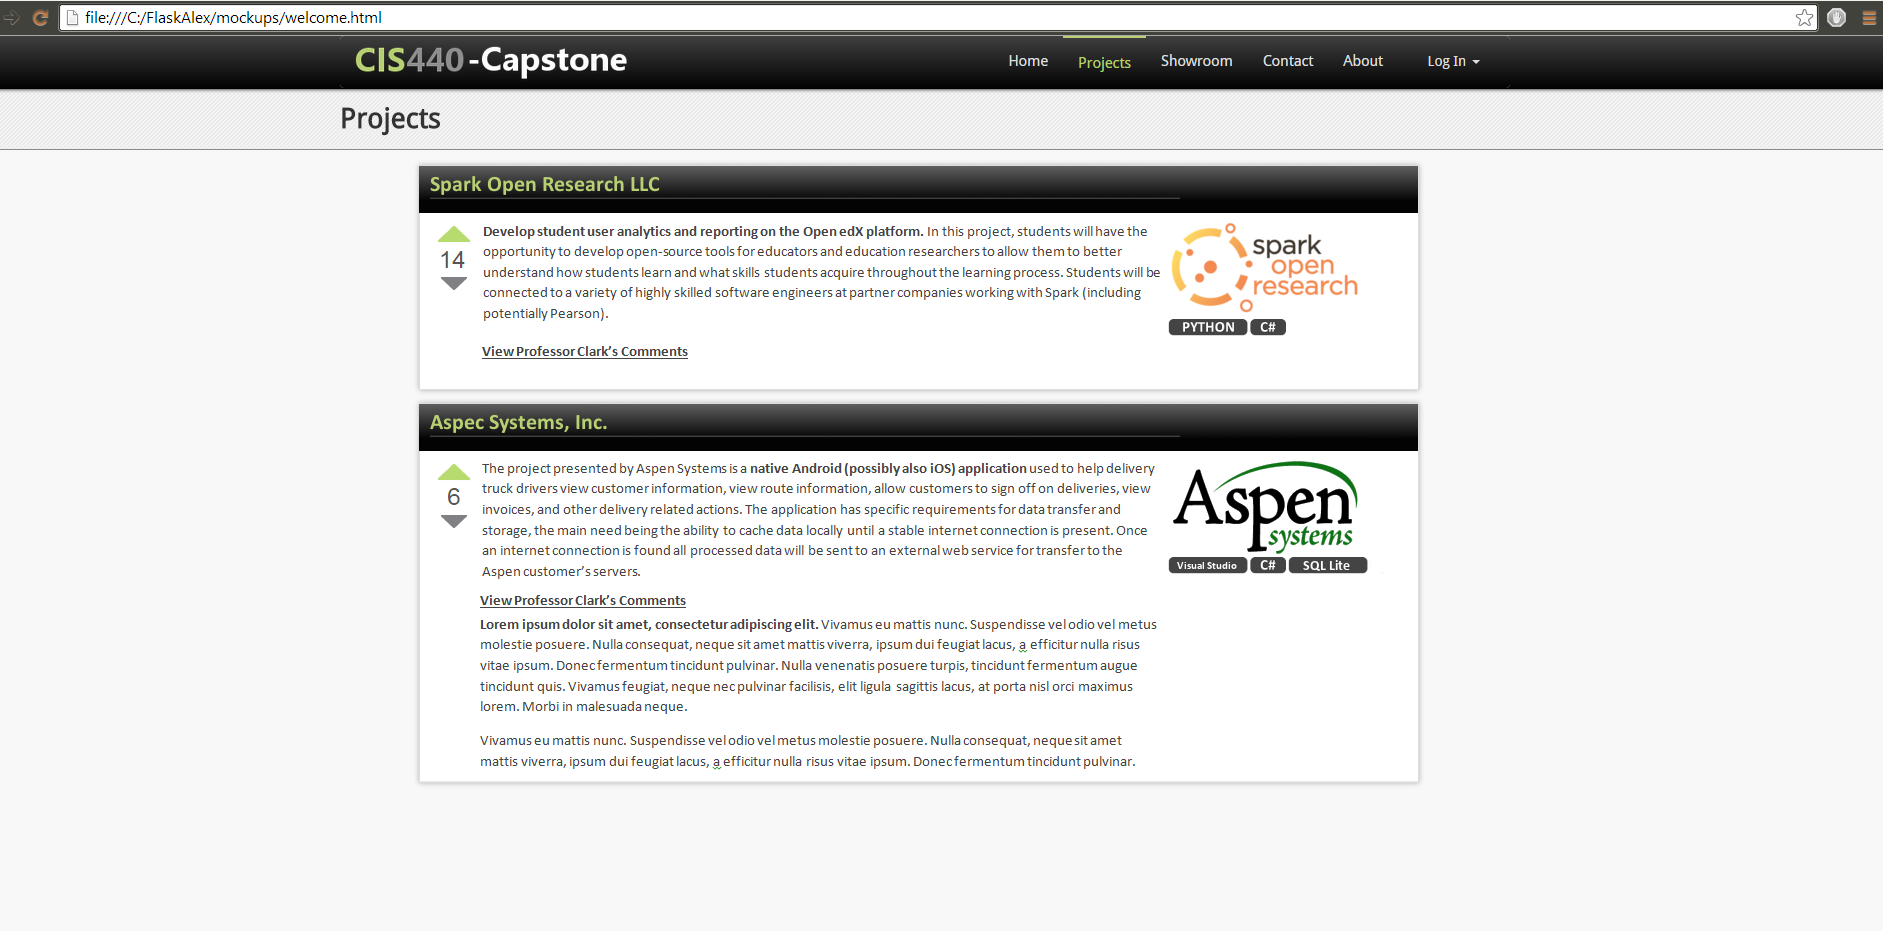 file:///C:/FlaskAlex/mockups/welcome.html
CIS440-Capstone
Home Projects Showroom Contact About Log In
Projects
Spark Open Research LLC
14
Develop student user analytics and reporting on the Open edX platform. In this project, students will have the
opportunity to develop open-source tools for educators and education researchers to allow them to better
understand how students learn and what skills students acquire throughout the learning process. Students will be
connected to a variety of highly skilled software engineers at partner companies working with Spark (including
potentially Pearson).
View Professor Clark's Comments
spark
open
research
PYTHON C#
Aspec Systems, Inc.
6
The project presented by Aspen Systems is a native Android (possibly also iOS) application used to help delivery
truck drivers view customer information, view route information, allow customers to sign off on deliveries, view
invoices, and other delivery related actions. The application has specific requirements for data transfer and
storage, the main need being the ability to cache data locally until a stable internet connection is present. Once
an internet connection is found all processed data will be sent to an external web service for transfer to the
Aspen customer's servers.
Aspen
systems
Visual Studio C# SQL Lite
View Professor Clark's Comments
Lorem ipsum dolor sit amet, consectetur adipiscing elit. Vivamus eu mattis nunc. Suspendisse vel odio vel metus
molestie posuere. Nulla consequat, neque sit amet mattis viverra, ipsum dui feugiat lacus, a efficitur nulla risus
vitae ipsum. Donec fermentum tincidunt pulvinar. Nulla venenatis posuere turpis, tincidunt fermentum augue
tincidunt quis. Vivamus feugiat, neque nec pulvinar facilisis, elit ligula sagittis lacus, at porta nisl orci maximus
lorem. Morbi in malesuada neque.
Vivamus eu mattis nunc. Suspendisse vel odio vel metus molestie posuere. Nulla consequat, neque sit amet
mattis viverra, ipsum dui feugiat lacus, a efficitur nulla risus vitae ipsum. Donec fermentum tincidunt pulvinar.